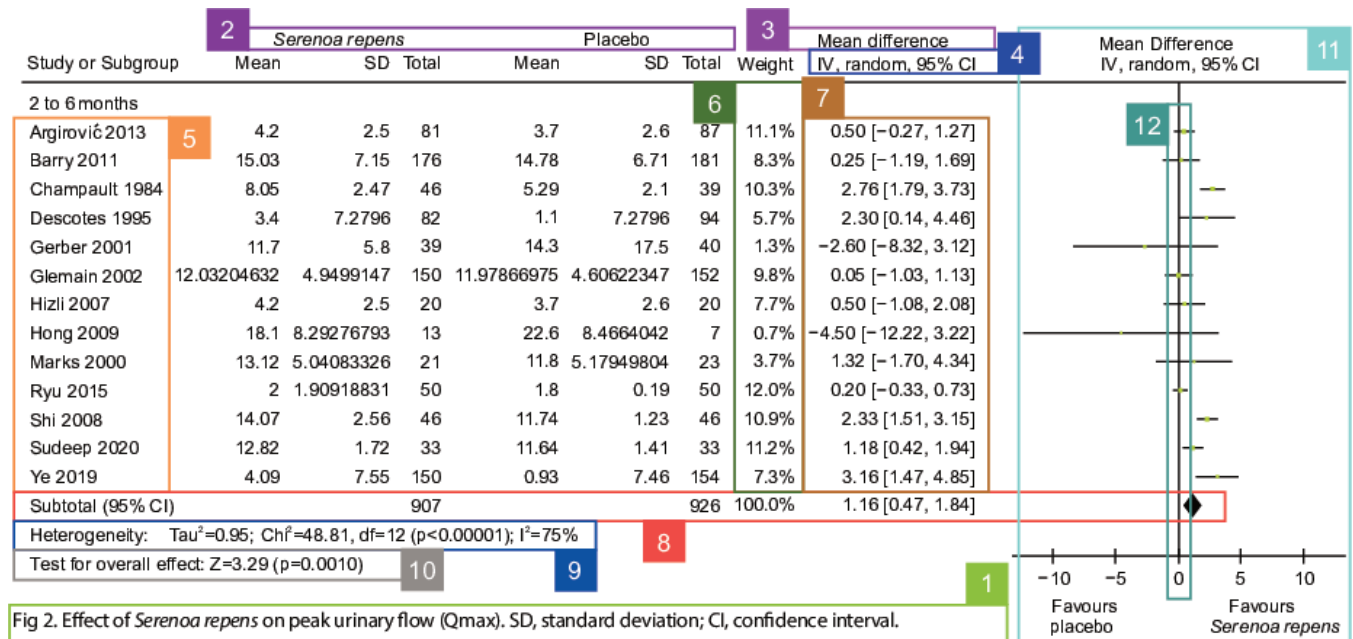 2 3 4 11
Serenoa repens Placebo Mean difference Mean Difference
Study or Subgroup Mean SD Total Mean SD Total Weight IV, random, 95% CI IV, random, 95% CI
2 to 6 months 6 7 12
5
Argirović 2013 4.2 2.5 81 3.7 2.6 87 11.1% 0.50 [−0.27, 1.27]
Barry 2011 15.03 7.15 176 14.78 6.71 181 8.3% 0.25 [−1.19, 1.69]
Champault 1984 8.05 2.47 46 5.29 2.1 39 10.3% 2.76 [1.79, 3.73]
Descotes 1995 3.4 7.2796 82 1.1 7.2796 94 5.7% 2.30 [0.14, 4.46]
Gerber 2001 11.7 5.8 39 14.3 17.5 40 1.3% −2.60 [−8.32, 3.12]
Glemain 2002 12.03204632 4.9499147 150 11.97866975 4.60622347 152 9.8% 0.05 [−1.03, 1.13]
Hizli 2007 4.2 2.5 20 3.7 2.6 20 7.7% 0.50 [−1.08, 2.08]
Hong 2009 18.1 8.29276793 13 22.6 8.4664042 7 0.7% −4.50 [−12.22, 3.22]
Marks 2000 13.12 5.04083326 21 11.8 5.17949804 23 3.7% 1.32 [−1.70, 4.34]
Ryu 2015 2 1.90918831 50 1.8 0.19 50 12.0% 0.20 [−0.33, 0.73]
Shi 2008 14.07 2.56 46 11.74 1.23 46 10.9% 2.33 [1.51, 3.15]
Sudeep 2020 12.82 1.72 33 11.64 1.41 33 11.2% 1.18 [0.42, 1.94]
Ye 2019 4.09 7.55 150 0.93 7.46 154 7.3% 3.16 [1.47, 4.85]
Subtotal (95% CI) 907 926 100.0% 1.16 [0.47, 1.84]
Heterogeneity: Tau²=0.95; Chi²=48.81, df=12 (p<0.00001); I²=75% 8
Test for overall effect: Z=3.29 (p=0.0010) 10 9 1
−10 −5 0 5 10
Favours Favours
placebo Serenoa repens
Fig 2. Effect of Serenoa repens on peak urinary flow (Qmax). SD, standard deviation; CI, confidence interval.